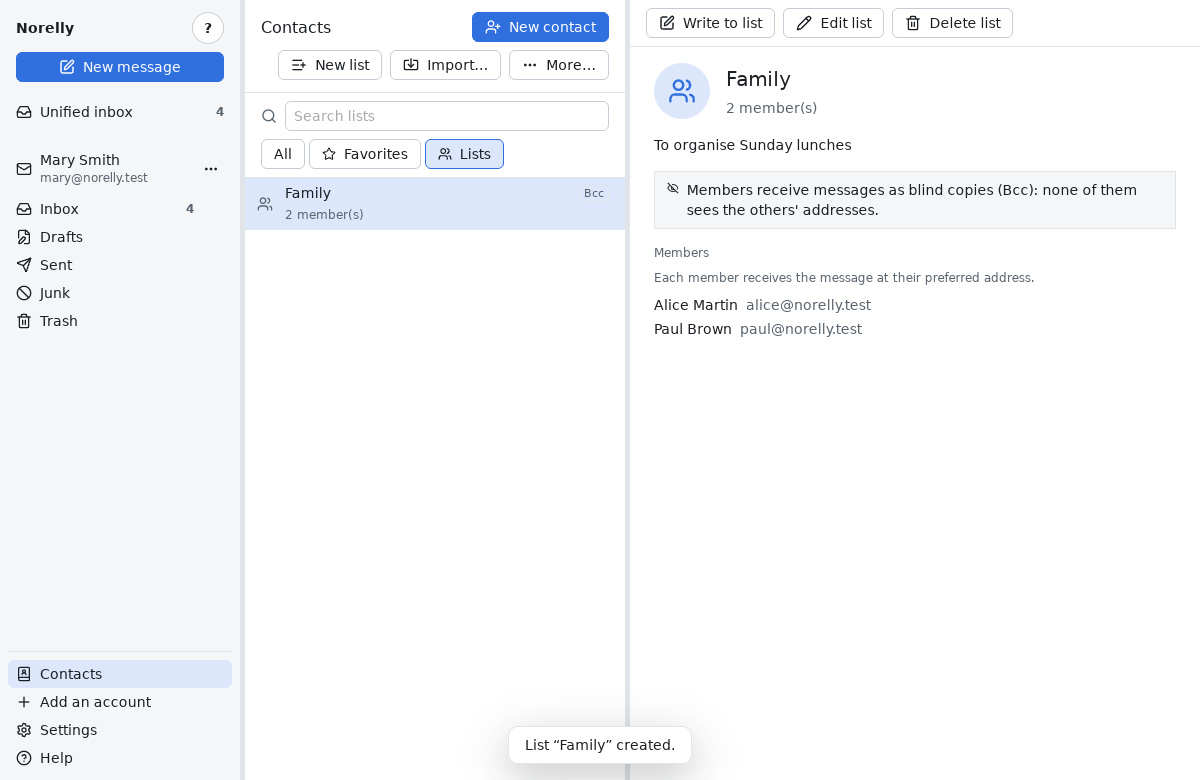 Norelly
?
New message
Unified inbox 4
Mary Smith
mary@norelly.test
Inbox 4
Drafts
Sent
Junk
Trash
Contacts
Add an account
Settings
Help
Contacts
New contact
New list
Import...
More...
Search lists
All
Favorites
Lists
Family Bcc
2 member(s)
Write to list
Edit list
Delete list
Family
2 member(s)
To organise Sunday lunches
Members receive messages as blind copies (Bcc): none of them
sees the others' addresses.
Members
Each member receives the message at their preferred address.
Alice Martin alice@norelly.test
Paul Brown paul@norelly.test
List “Family” created.